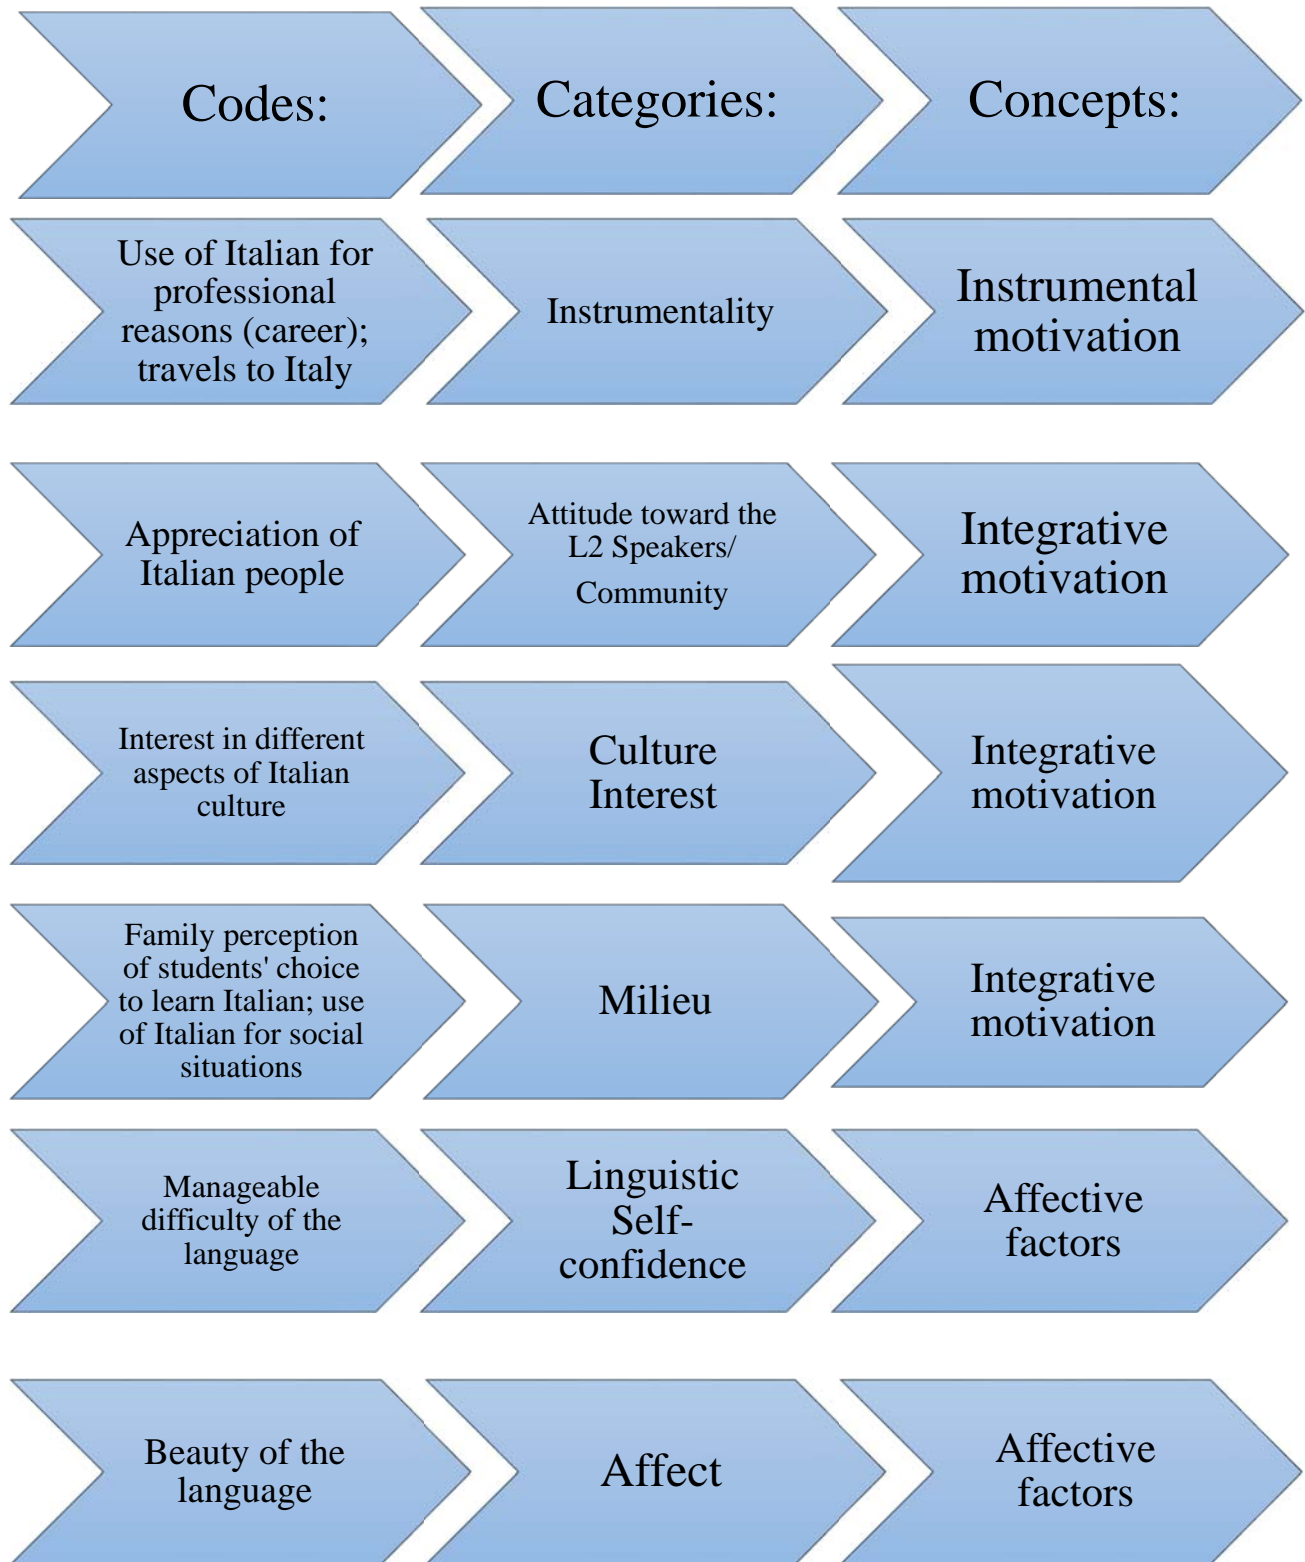 Codes:
Categories:
Concepts:
Use of Italian for
professional
reasons (career);
travels to Italy
Instrumentality
Instrumental
motivation
Appreciation of
Italian people
Attitude toward the
L2 Speakers/
Community
Integrative
motivation
Interest in different
aspects of Italian
culture
Culture
Interest
Integrative
motivation
Family perception
of students' choice
to learn Italian; use
of Italian for social
situations
Milieu
Integrative
motivation
Manageable
difficulty of the
language
Linguistic
Self-
confidence
Affective
factors
Beauty of the
language
Affect
Affective
factors